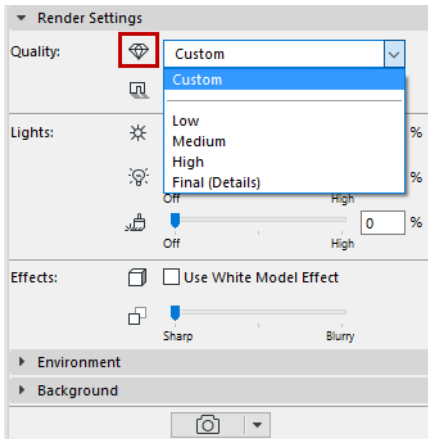 Render Settings
Quality: Custom
Custom
Low
Lights: %
Medium
High
%
Final (Details)
Off High
0 %
Off High
Effects: Use White Model Effect
Sharp Blurry
Environment
Background